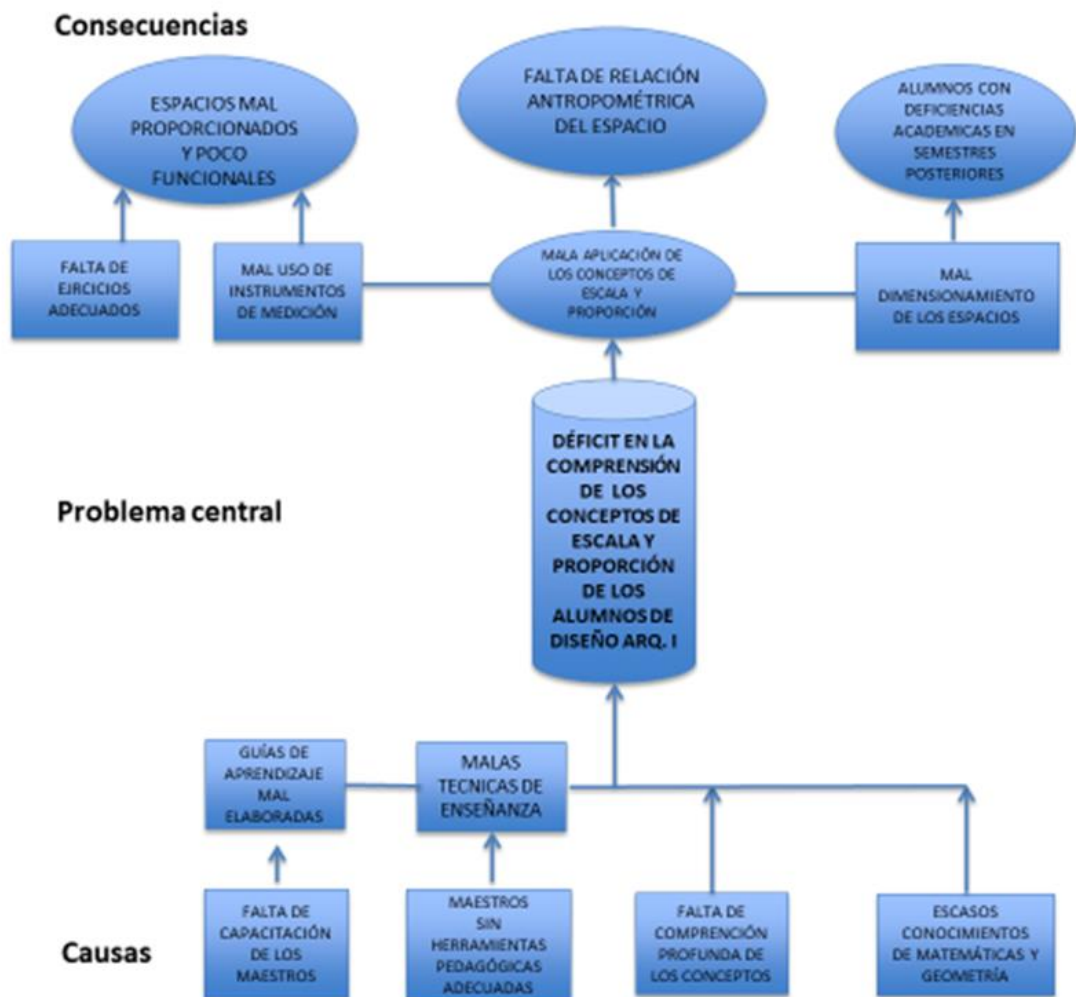 Consecuencias
ESPACIOS MAL
PROPORCIONADOS
Y POCO
FUNCIONALES
FALTA DE RELACIÓN
ANTROPOMÉTRICA
DEL ESPACIO
ALUMNOS CON
DEFICIENCIAS
ACADEMICAS EN
SEMESTRES
POSTERIORES
FALTA DE
EJRCICIOS
ADECUADOS
MAL USO DE
INSTRUMENTOS
DE MEDICIÓN
MALA APLICACIÓN DE
LOS CONCEPTOS DE
ESCALA Y
PROPORCIÓN
MAL
DIMENSIONAMIENTO
DE LOS ESPACIOS
Problema central
DÉFICIT EN LA
COMPRENSIÓN
DE LOS
CONCEPTOS DE
ESCALA Y
PROPORCIÓN
DE LOS
ALUMNOS DE
DISEÑO ARQ. I
GUÍAS DE
APRENDIZAJE
MAL
ELABORADAS
MALAS
TECNICAS DE
ENSEÑANZA
Causas
FALTA DE
CAPACITACIÓN
DE LOS
MAESTROS
MAESTROS
SIN
HERRAMIENTAS
PEDAGÓGICAS
ADECUADAS
FALTA DE
COMPRENCIÓN
PROFUNDA DE
LOS CONCEPTOS
ESCASOS
CONOCIMIENTOS
DE MATEMÁTICAS Y
GEOMETRÍA